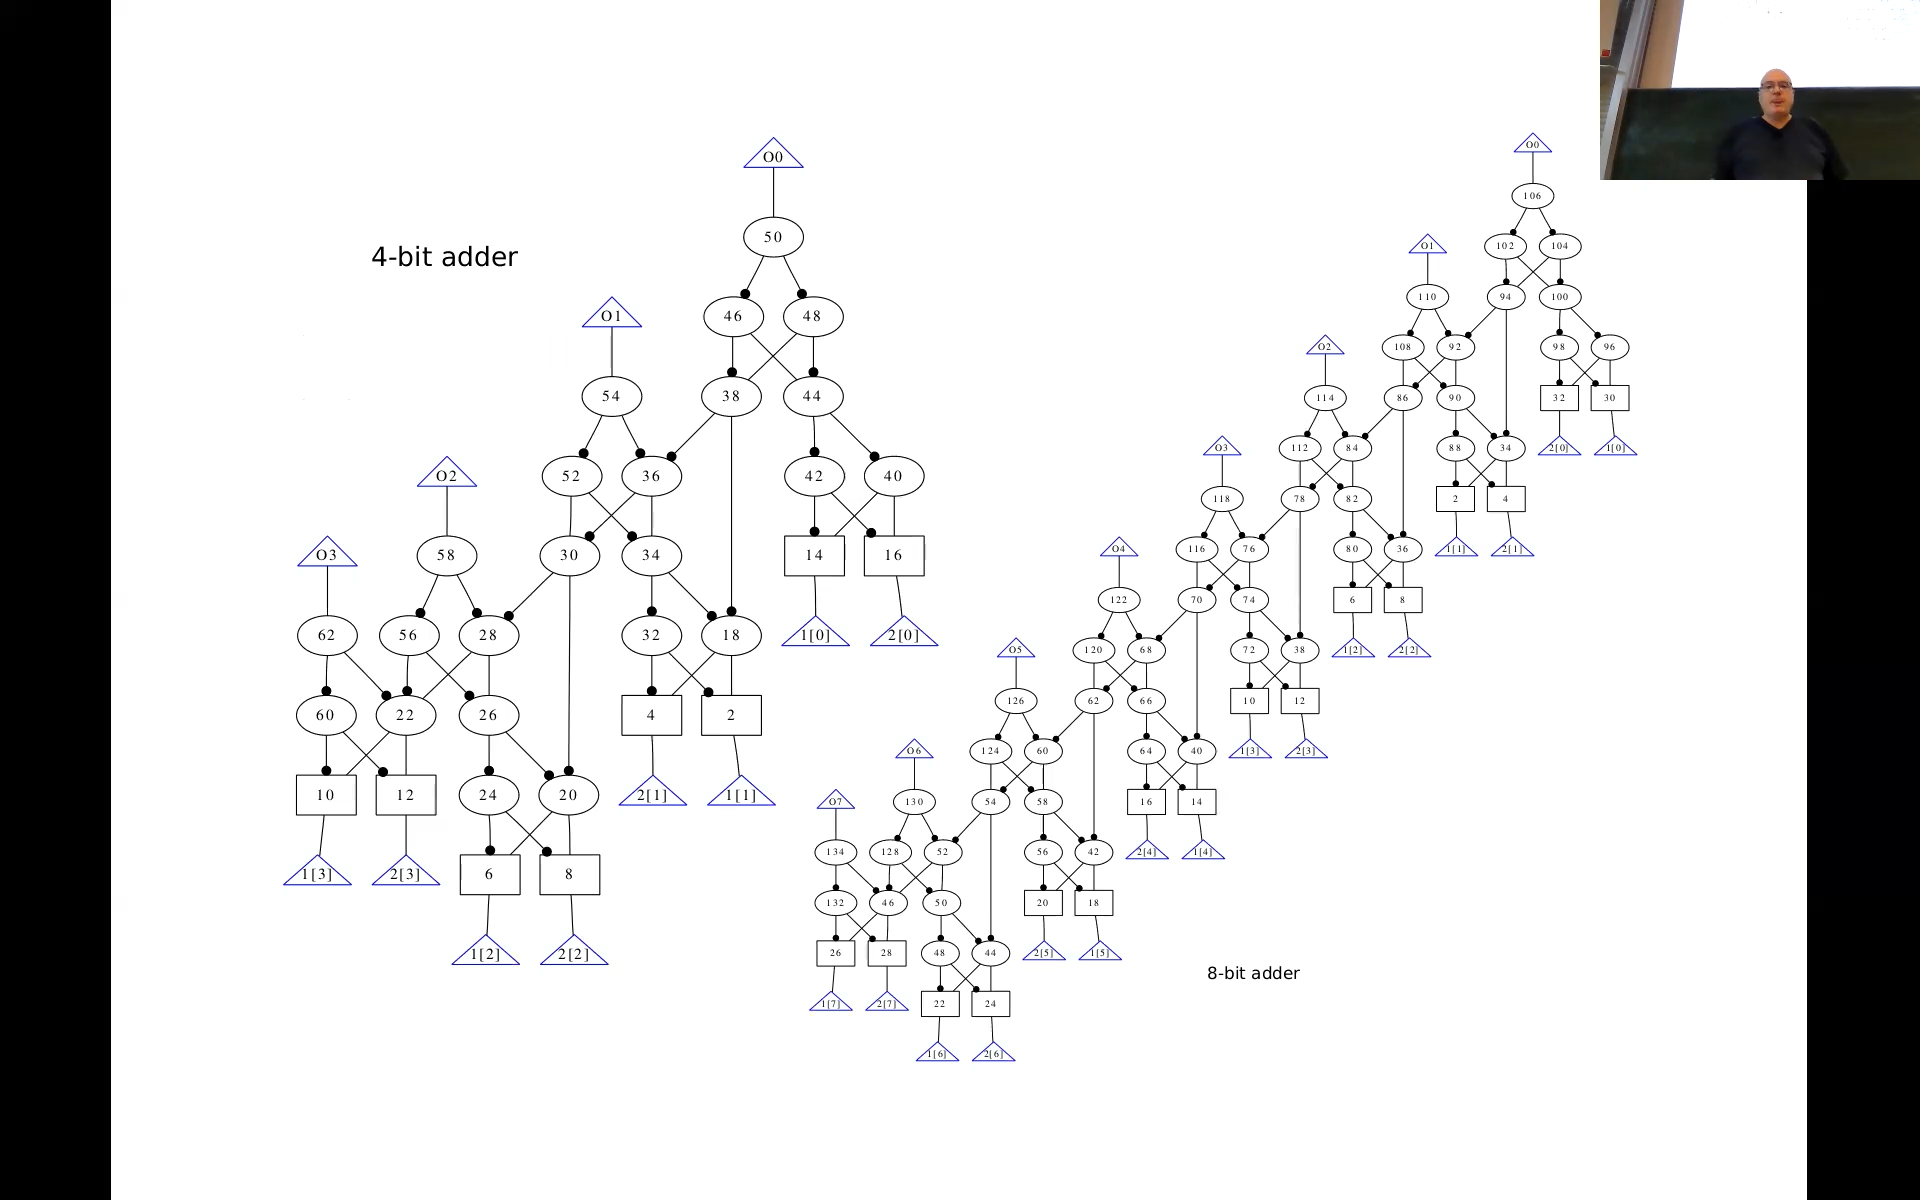 4-bit adder
O0
50
46 48
O1
54
38 44
52 36 42 40
O2
58
30 34 14 16
O3
62 56 28 32 18 1[0] 2[0]
60 22 26 4 2
10 12 24 20 2[1] 1[1]
1[3] 2[3] 6 8
1[2] 2[2]
O0
106
O1 102 104
110 94 100
O2 108 92 98 96
114 86 90 32 30
O3 112 84 88 34 2[0] 1[0]
118 78 82 2 4
O4 116 76 80 36 1[1] 2[1]
122 70 74 6 8
O5 120 68 72 38 1[2] 2[2]
126 62 66 10 12
O6 124 60 64 40 1[3] 2[3]
O7 130 54 58 16 14
134 128 52 56 42 2[4] 1[4]
132 46 50 20 18
26 28 48 44 2[5] 1[5]
1[7] 2[7] 22 24
1[6] 2[6]
8-bit adder